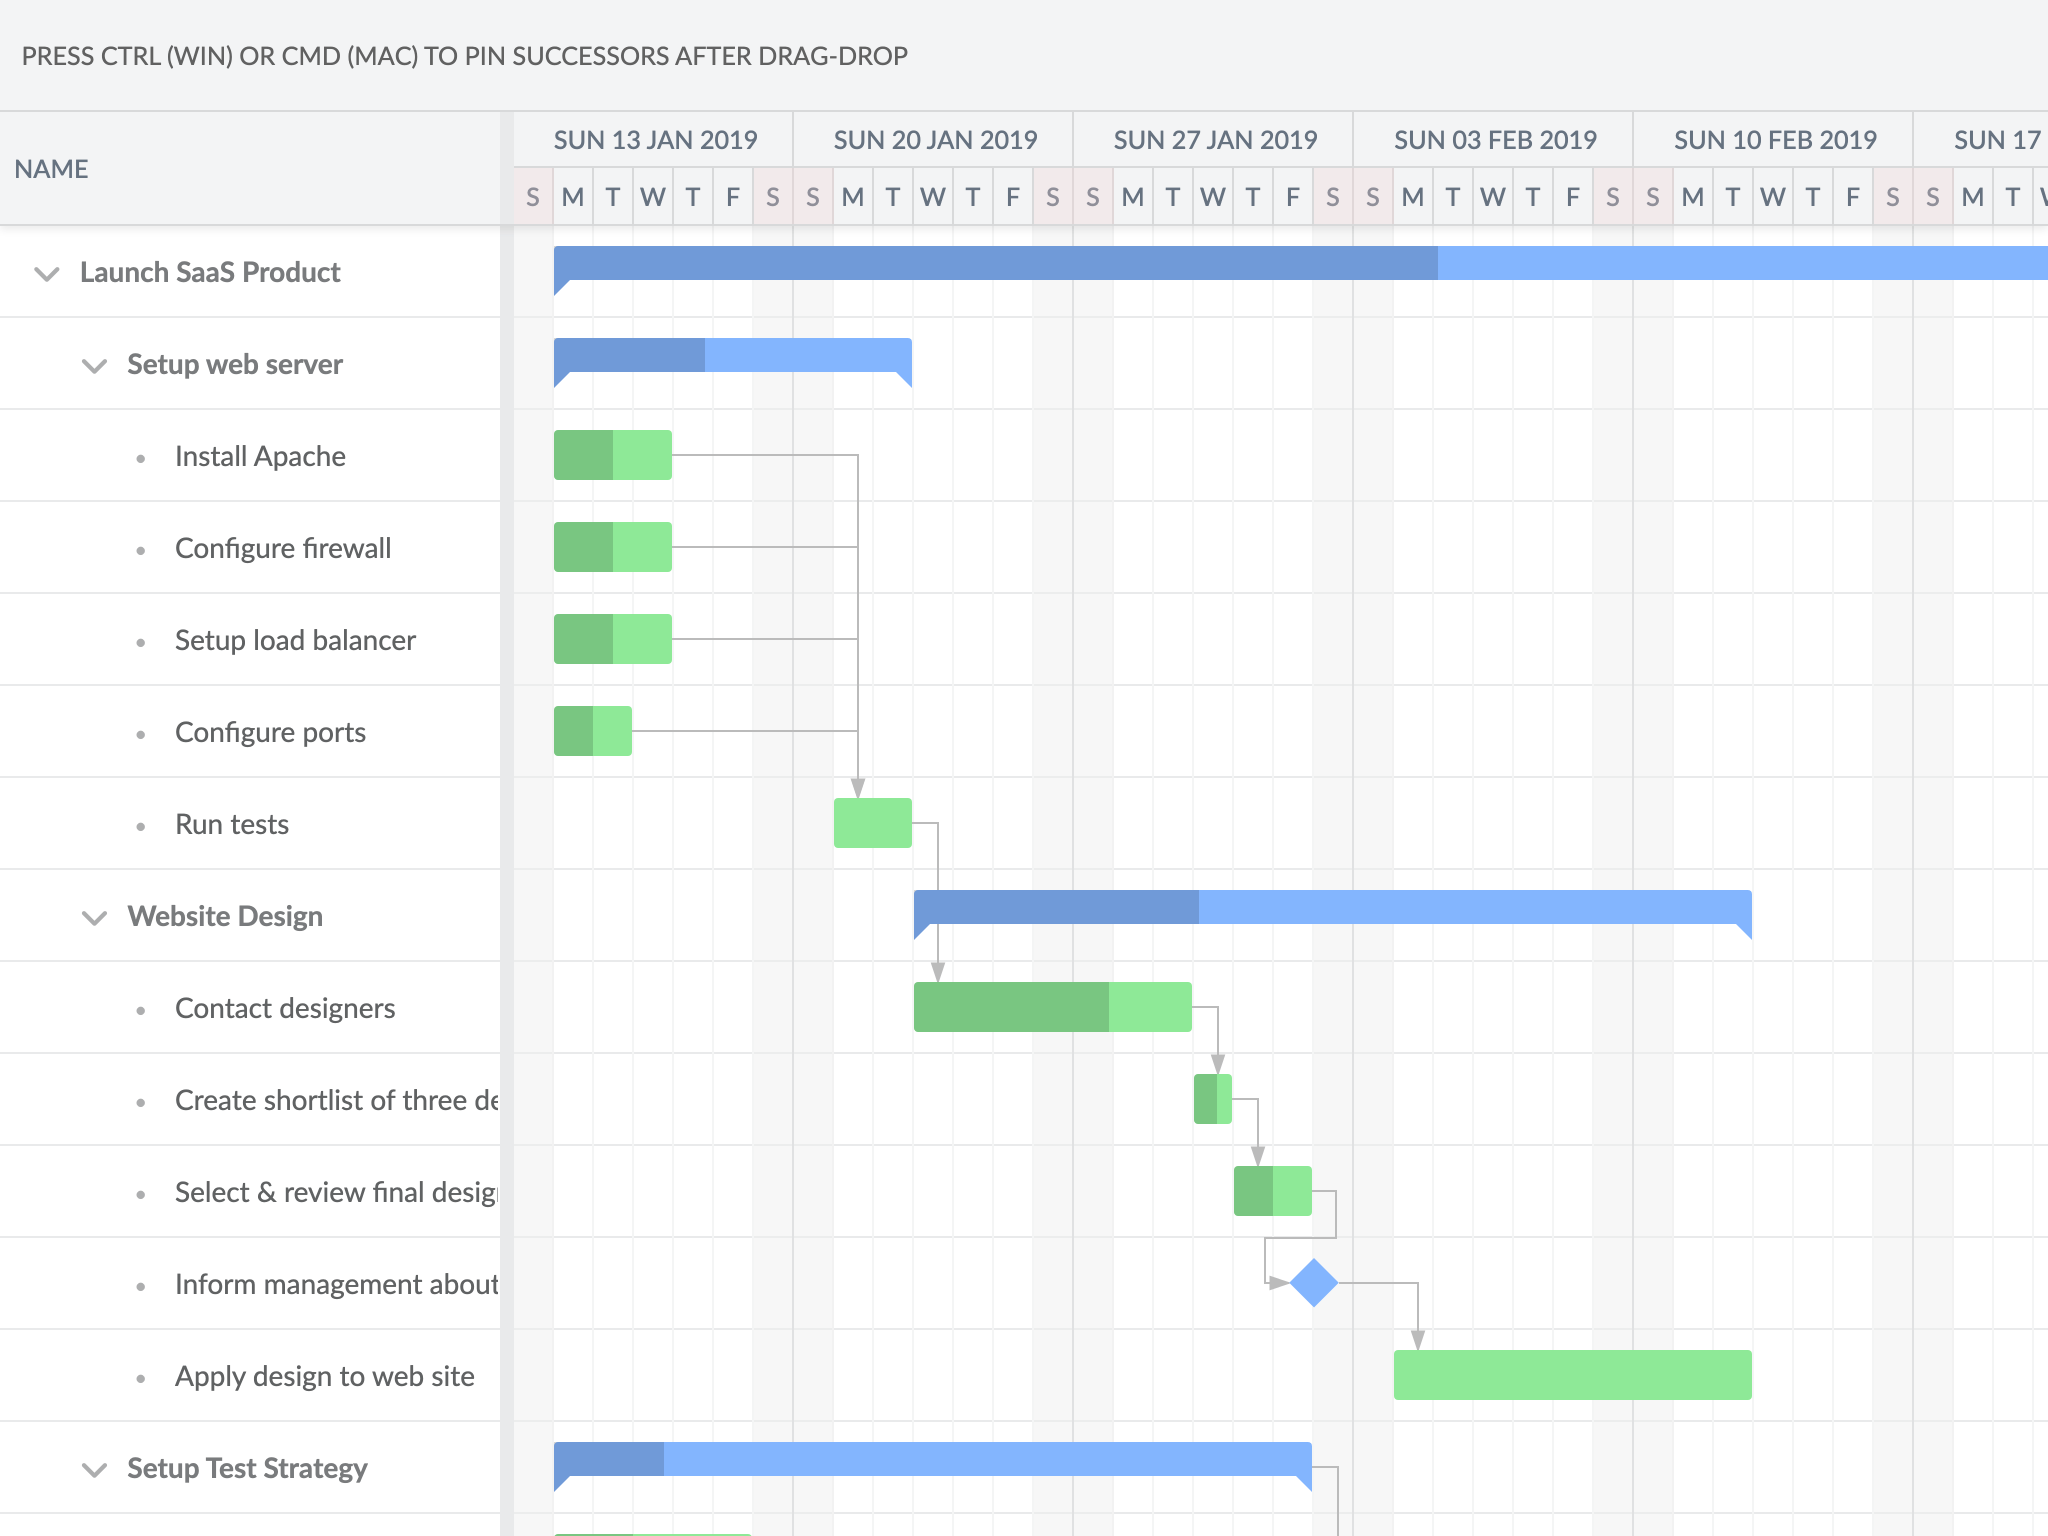 PRESS CTRL (WIN) OR CMD (MAC) TO PIN SUCCESSORS AFTER DRAG-DROP
NAME
SUN 13 JAN 2019 SUN 20 JAN 2019 SUN 27 JAN 2019 SUN 03 FEB 2019 SUN 10 FEB 2019 SUN 17
S M T W T F S S M T W T F S S M T W T F S S M T W T F S S M T W T F S S M T W
Launch SaaS Product
Setup web server
Install Apache
Configure firewall
Setup load balancer
Configure ports
Run tests
Website Design
Contact designers
Create shortlist of three de
Select & review final desig
Inform management about
Apply design to web site
Setup Test Strategy